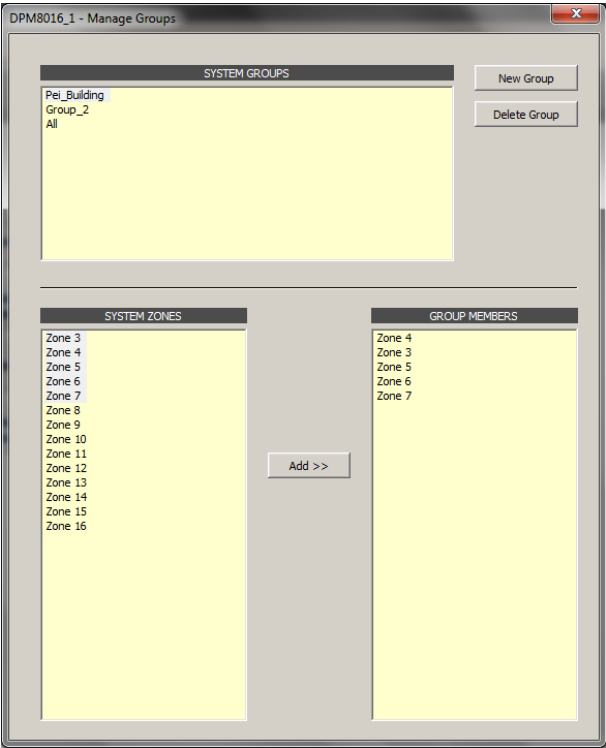 DPM8016_1 - Manage Groups
SYSTEM GROUPS
New Group
Delete Group
Pei_Building
Group_2
All
SYSTEM ZONES
Zone 3
Zone 4
Zone 5
Zone 6
Zone 7
Zone 8
Zone 9
Zone 10
Zone 11
Zone 12
Zone 13
Zone 14
Zone 15
Zone 16
Add >>
GROUP MEMBERS
Zone 4
Zone 3
Zone 5
Zone 6
Zone 7